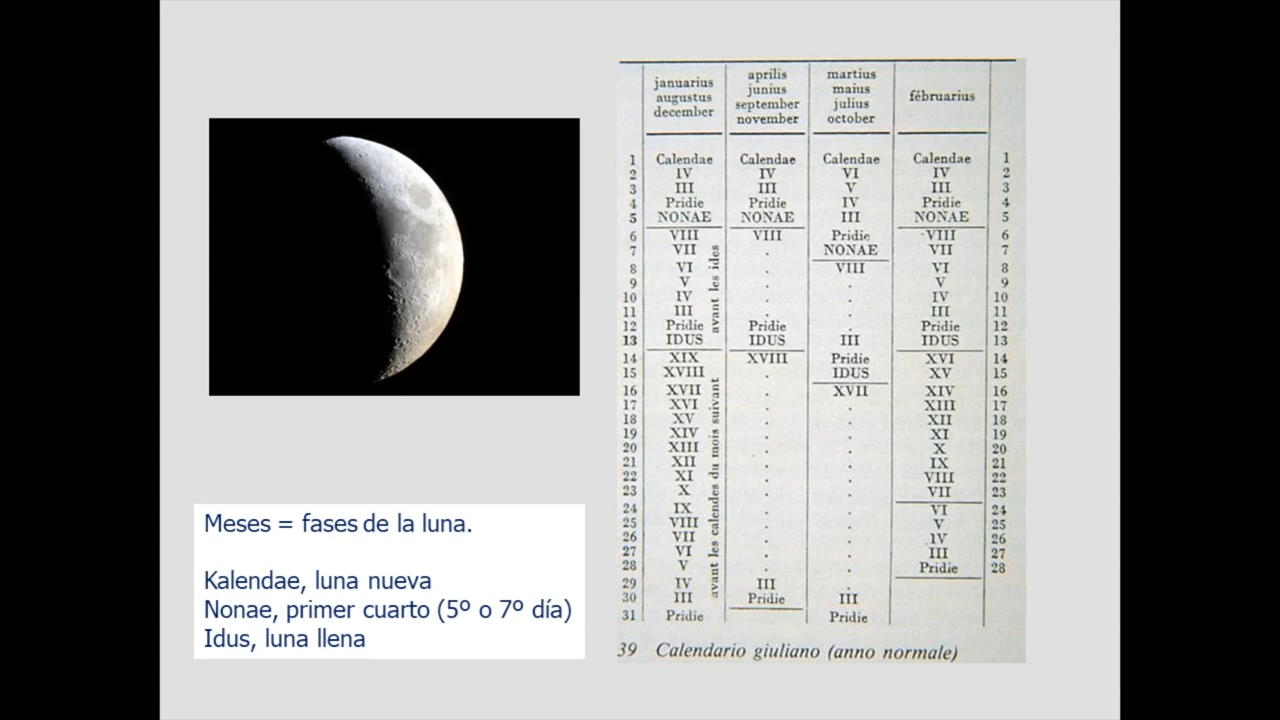 Meses = fases de la luna.
Kalendae, luna nueva
Nonae, primer cuarto (5º o 7º día)
Idus, luna llena
januarius augustus december
aprilis junius september november
martius maius julius october
fébruarius
1 Calendae Calendae Calendae Calendae 1
2 IV IV VI IV 2
3 III III V III 3
4 Pridie Pridie IV Pridie 4
5 NONAE NONAE III NONAE 5
6 VIII VIII Pridie VIII 6
7 VII . NONAE VII 7
8 VI . VIII VI 8
9 V . . V 9
10 IV . . IV 10
11 III . . III 11
12 Pridie Pridie . Pridie 12
13 IDUS IDUS III IDUS 13
avant les ides
14 XIX XVIII Pridie XVI 14
15 XVIII . IDUS XV 15
16 XVII . XVII XIV 16
17 XVI . . XIII 17
18 XV . . XII 18
19 XIV . . XI 19
20 XIII . . X 20
21 XII . . IX 21
22 XI . . VIII 22
23 X . . VII 23
24 IX . . VI 24
25 VIII . . V 25
26 VII . . IV 26
27 VI . . III 27
28 V . . Pridie 28
29 IV III .
30 III Pridie III
31 Pridie Pridie
avant les calendes du mois suivant
39 Calendario giuliano (anno normale)